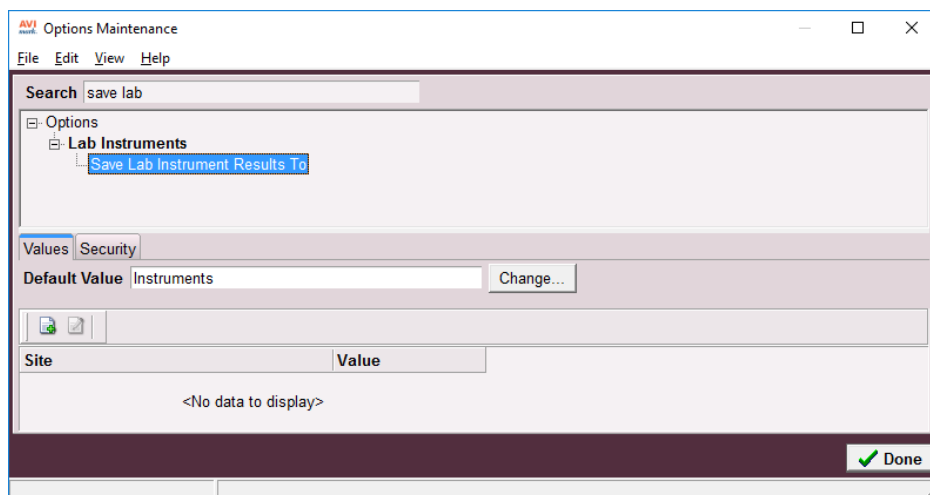 AVI mark. Options Maintenance
File Edit View Help
Search save lab
Options
Lab Instruments
Save Lab Instrument Results To
Values Security
Default Value Instruments Change...
Site Value
<No data to display>
Done